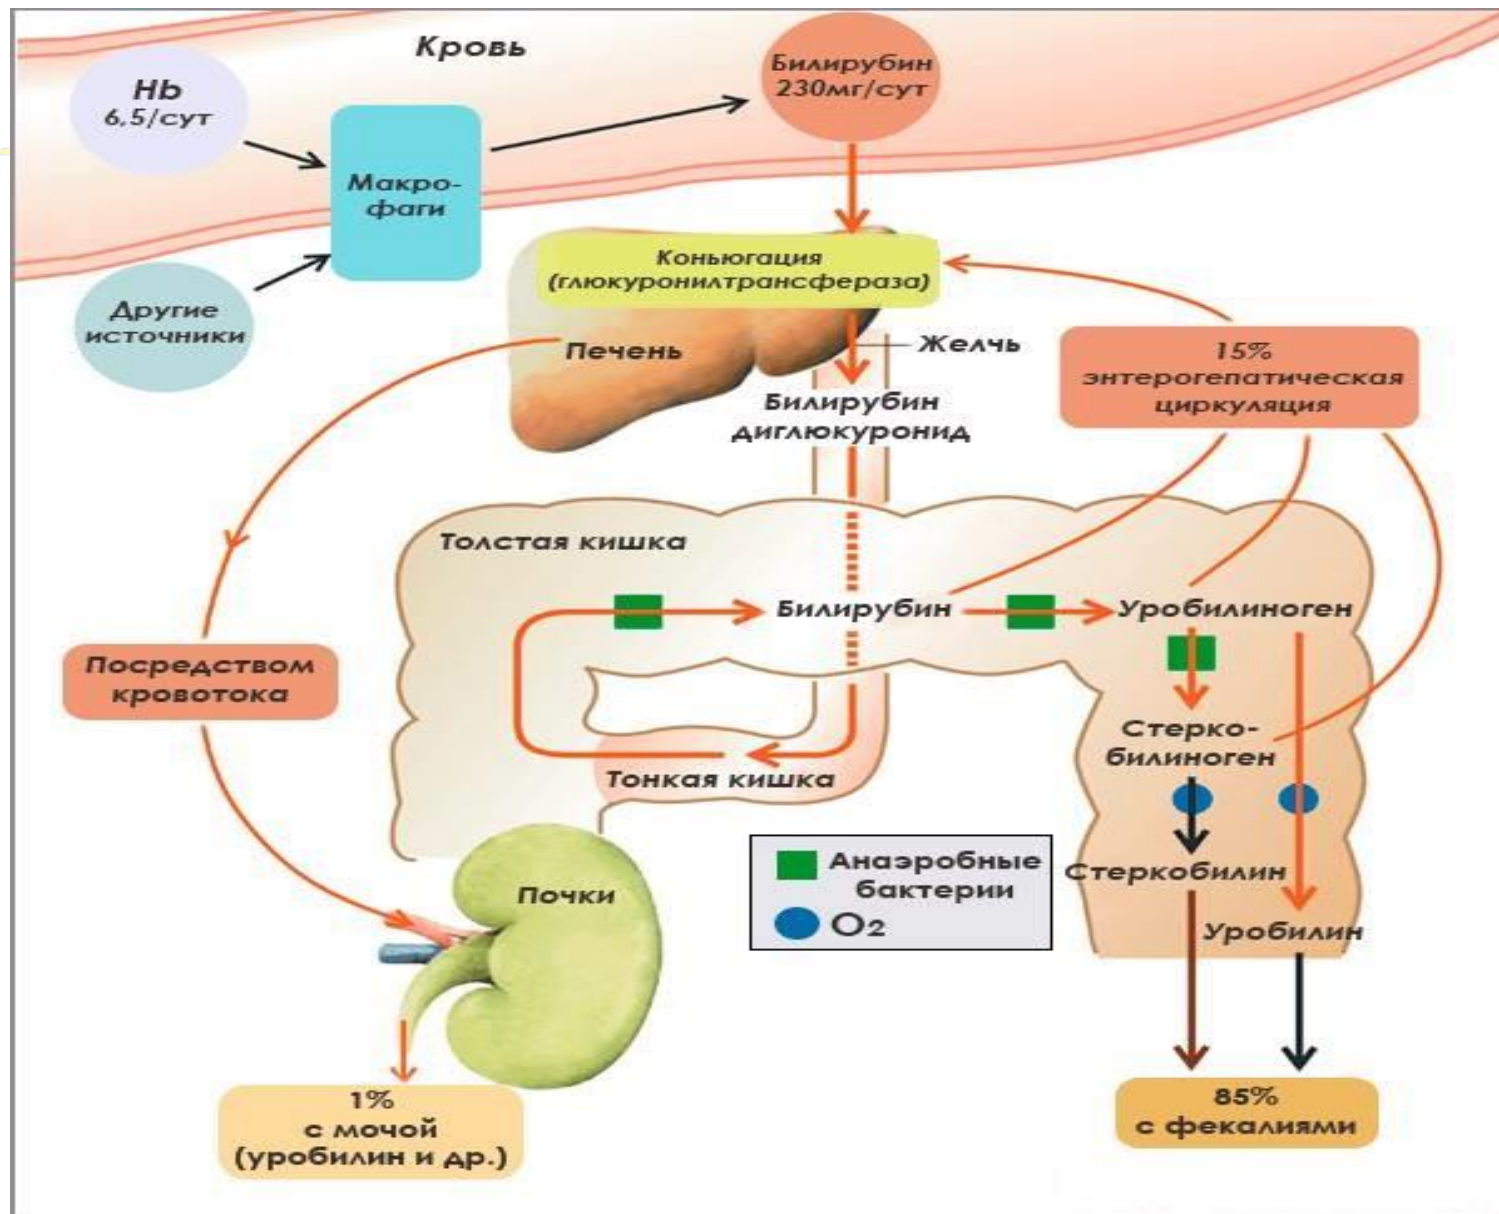 Кровь
Hb
6,5/сут
Билирубин
230мг/сут
Макро-
фаги
Другие
источники
Коньюгация
(глюкуронилтрансфераза)
Печень
Желчь
15%
энтерогепатическая
циркуляция
Билирубин
диглюкуронид
Толстая кишка
Билирубин
Уробилиноген
Посредством
кровотока
Стерко-
билиноген
Тонкая кишка
Анаэробные
бактерии
O2
Стеркобилин
Уробилин
Почки
1%
с мочой
(уробилин и др.)
85%
с фекалиями